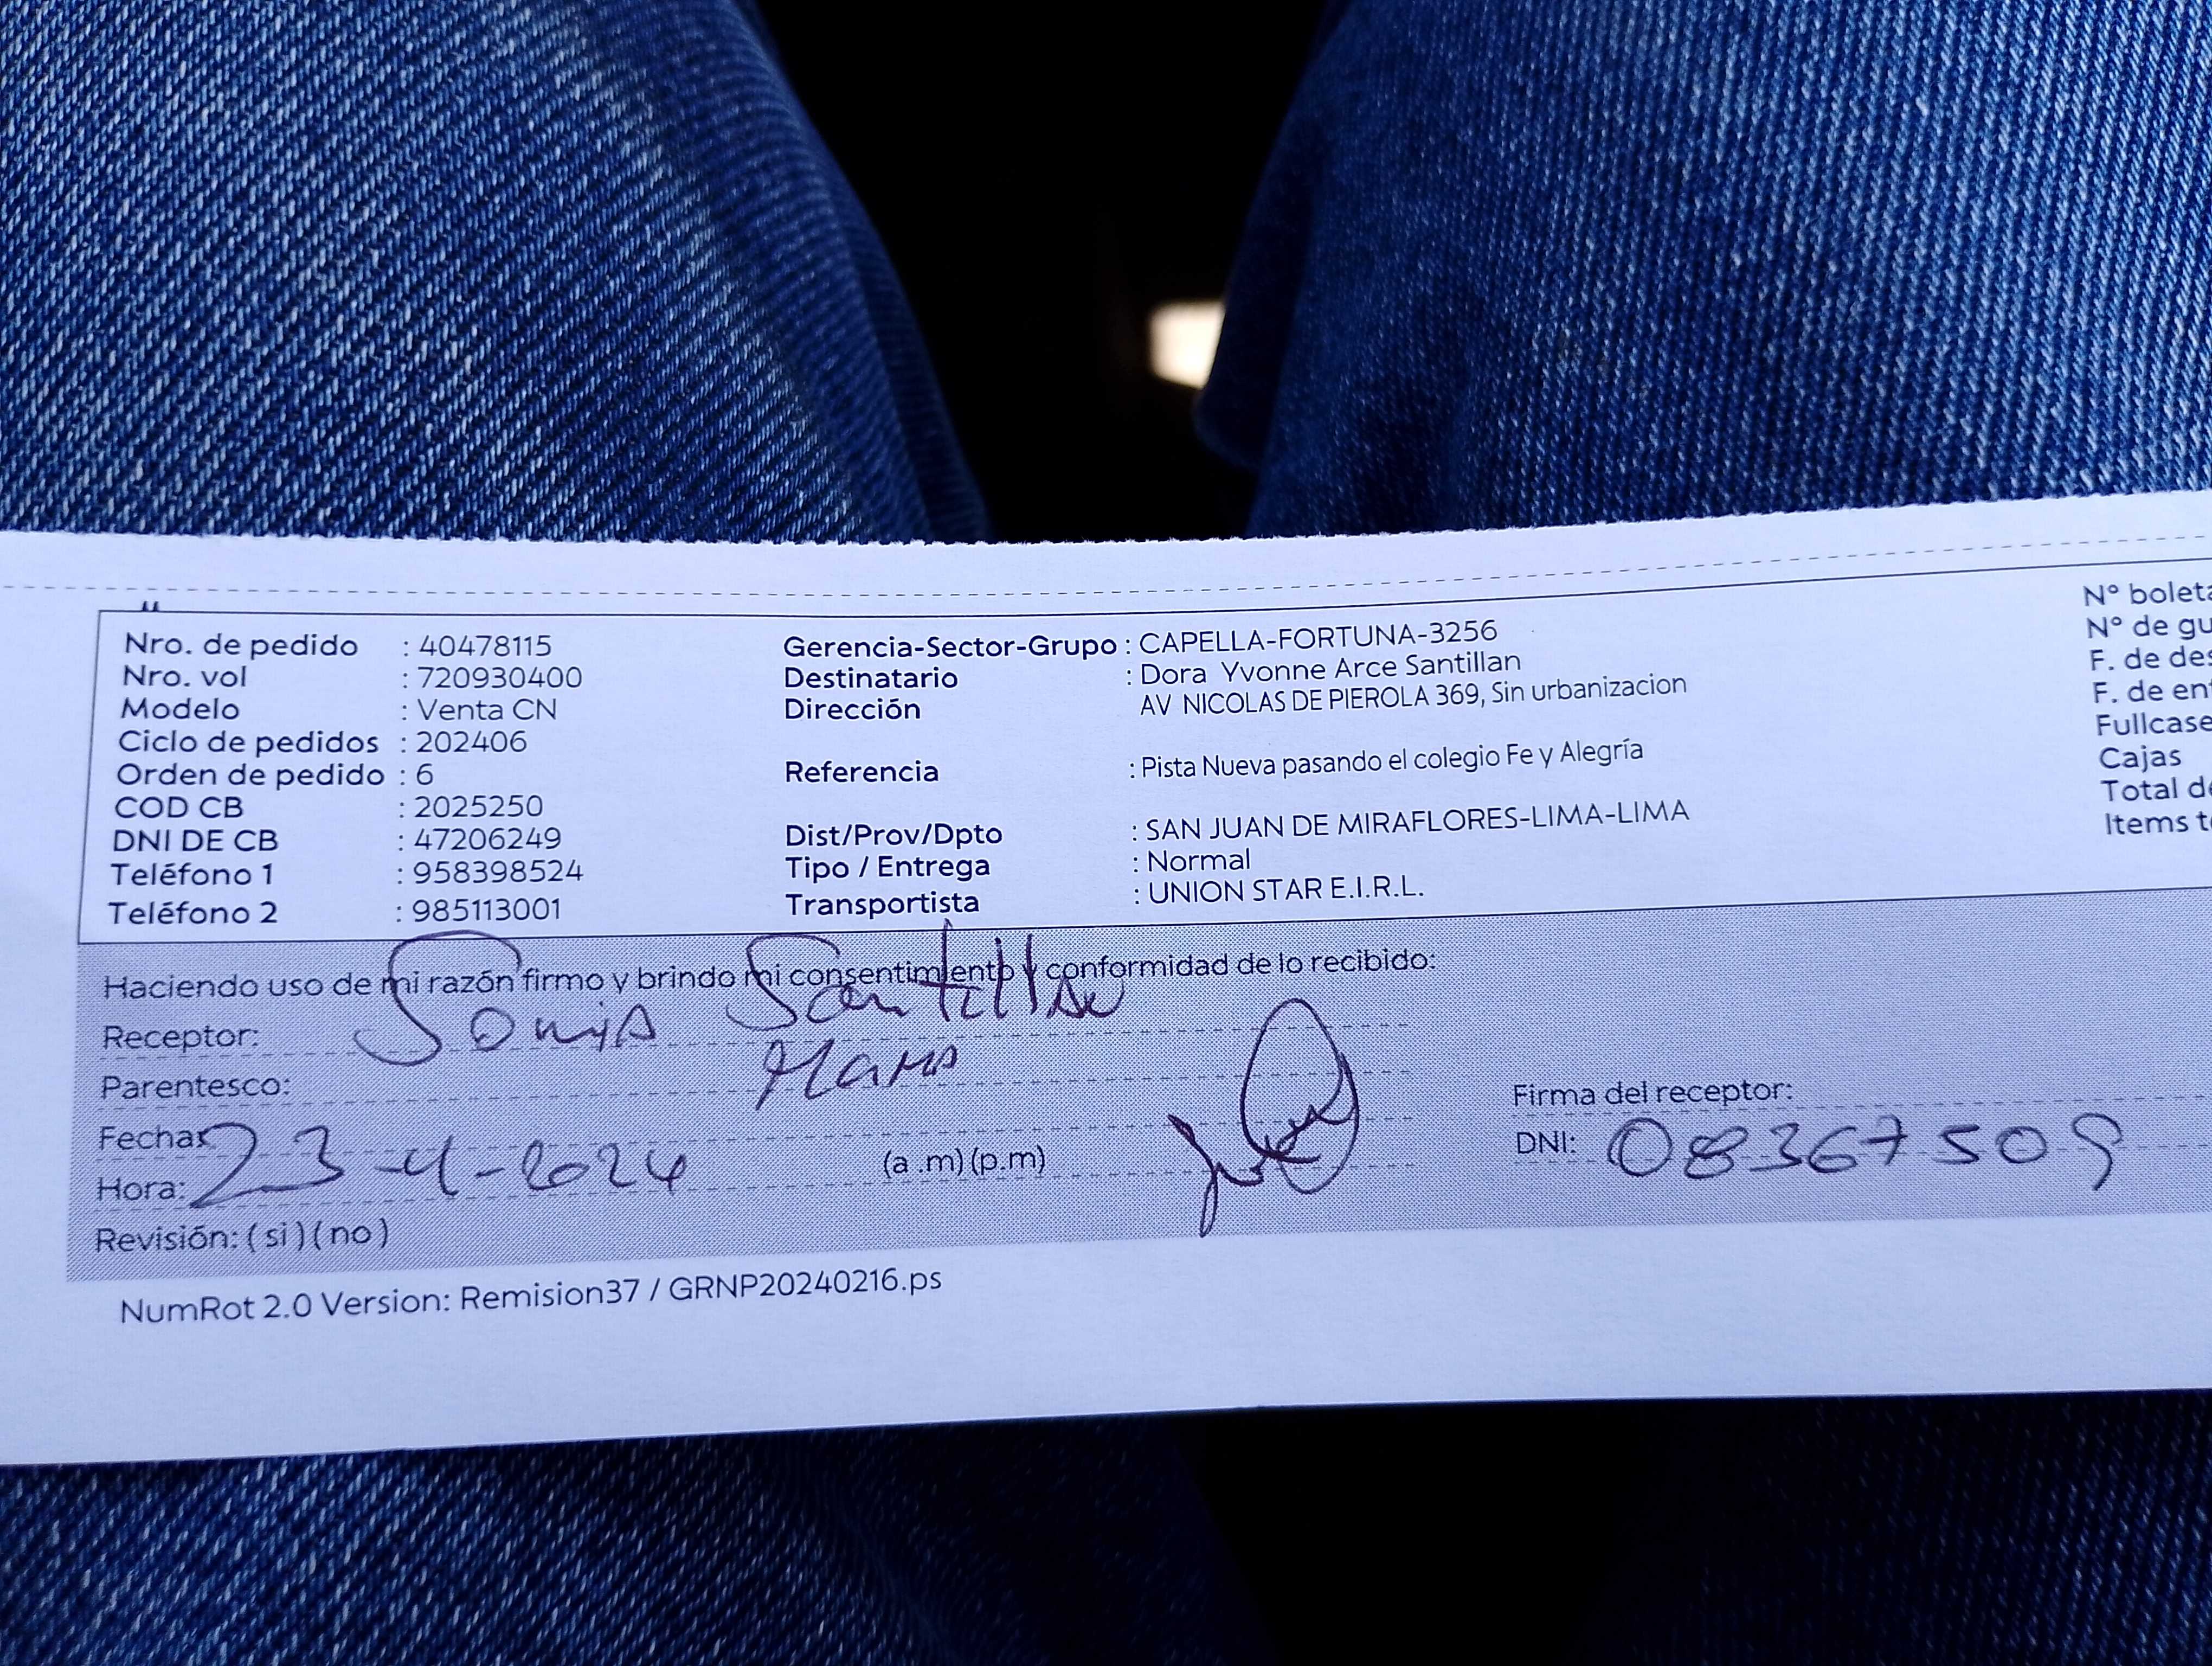 Nro. de pedido : 40478115
Nro. vol : 720930400
Modelo : Venta CN
Ciclo de pedidos : 202406
Orden de pedido : 6
COD CB : 2025250
DNI DE CB : 47206249
Teléfono 1 : 958398524
Teléfono 2 : 985113001
Gerencia-Sector-Grupo : CAPELLA-FORTUNA-3256
Destinatario : Dora Yvonne Arce Santillan
Dirección AV NICOLAS DE PIEROLA 369, Sin urbanizacion
Referencia : Pista Nueva pasando el colegio Fe y Alegría
Dist/Prov/Dpto : SAN JUAN DE MIRAFLORES-LIMA-LIMA
Tipo / Entrega : Normal
Transportista : UNION STAR E.I.R.L.
N° boleta
N° de gu
F. de des
F. de en
Fullcase
Cajas
Total de
Items t
Haciendo uso de mi razón firmo y brindo mi consentimiento y conformidad de lo recibido:
Receptor: Sonia Santillan
Parentesco: Mama
Fecha: 23-4-2024
Hora: (a .m) (p.m)
Revisión: ( si ) ( no )
Firma del receptor:
DNI: 08367509
NumRot 2.0 Version: Remision37 / GRNP20240216.ps